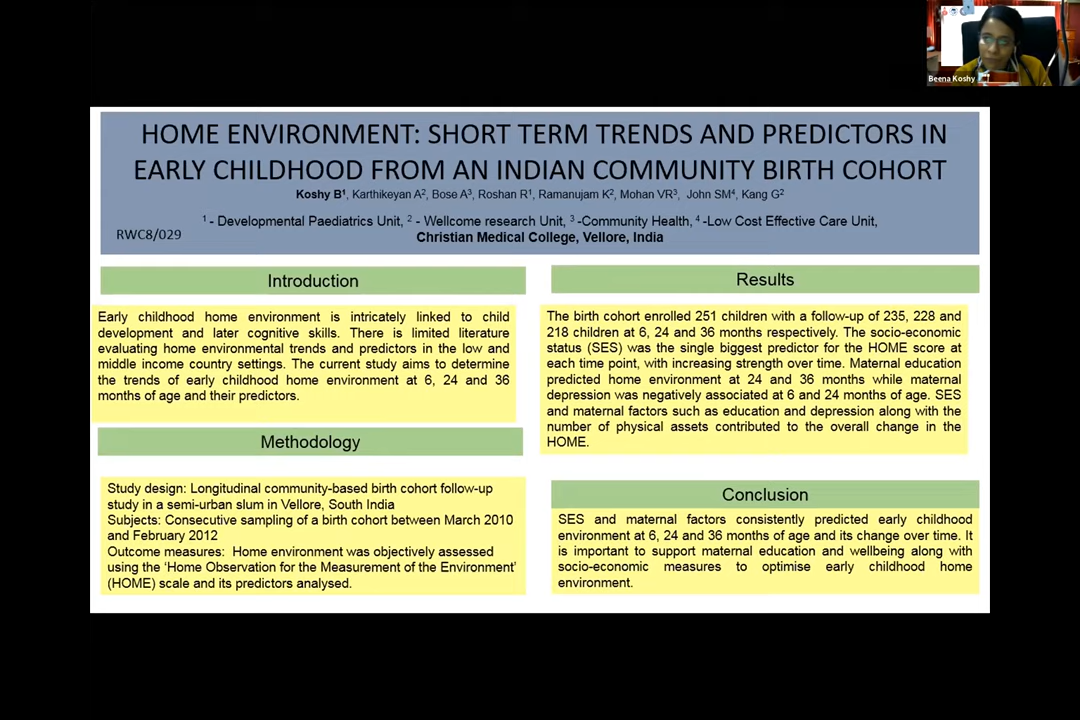 Beena Koshy
HOME ENVIRONMENT: SHORT TERM TRENDS AND PREDICTORS IN
EARLY CHILDHOOD FROM AN INDIAN COMMUNITY BIRTH COHORT
Koshy B¹, Karthikeyan A², Bose A³, Roshan R¹, Ramanujam K², Mohan VR³, John SM⁴, Kang G²
¹ - Developmental Paediatrics Unit, ² - Wellcome research Unit, ³ -Community Health, ⁴ -Low Cost Effective Care Unit,
RWC8/029
Christian Medical College, Vellore, India
Introduction
Early childhood home environment is intricately linked to child
development and later cognitive skills. There is limited literature
evaluating home environmental trends and predictors in the low and
middle income country settings. The current study aims to determine
the trends of early childhood home environment at 6, 24 and 36
months of age and their predictors.
Methodology
Study design: Longitudinal community-based birth cohort follow-up
study in a semi-urban slum in Vellore, South India
Subjects: Consecutive sampling of a birth cohort between March 2010
and February 2012
Outcome measures:  Home environment was objectively assessed
using the ‘Home Observation for the Measurement of the Environment’
(HOME) scale and its predictors analysed.
Results
The birth cohort enrolled 251 children with a follow-up of 235, 228 and
218 children at 6, 24 and 36 months respectively. The socio-economic
status (SES) was the single biggest predictor for the HOME score at
each time point, with increasing strength over time. Maternal education
predicted home environment at 24 and 36 months while maternal
depression was negatively associated at 6 and 24 months of age. SES
and maternal factors such as education and depression along with the
number of physical assets contributed to the overall change in the
HOME.
Conclusion
SES and maternal factors consistently predicted early childhood
environment at 6, 24 and 36 months of age and its change over time. It
is important to support maternal education and wellbeing along with
socio-economic measures to optimise early childhood home
environment.